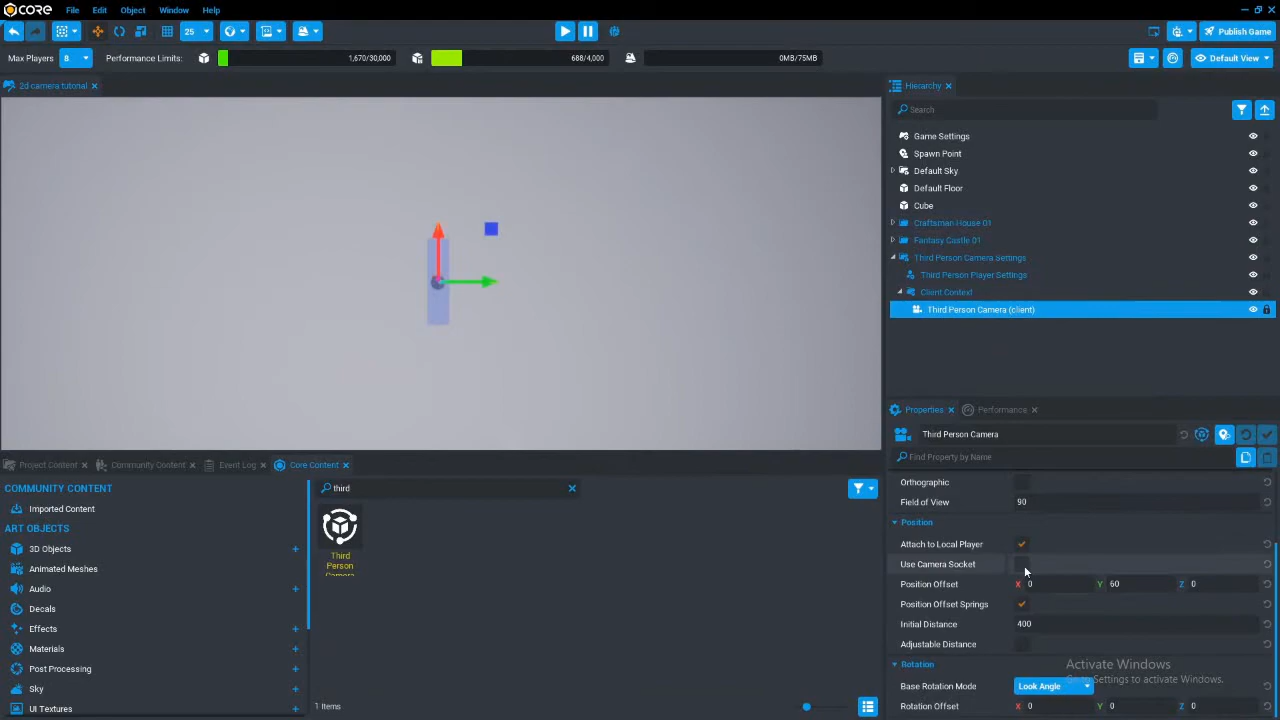 CORE File Edit Object Window Help
25 Publish Game
Max Players 8 Performance Limits: 1,670/30,000 688/4,000 0MB/75MB Default View
2d camera tutorial
Hierarchy
Search
Game Settings
Spawn Point
Default Sky
Default Floor
Cube
Craftsman House 01
Fantasy Castle 01
Third Person Camera Settings
Third Person Player Settings
Client Context
Third Person Camera (client)
Properties Performance
Third Person Camera
Find Property by Name
Orthographic
Field of View 90
Position
Attach to Local Player
Use Camera Socket
Position Offset X 0 Y 60 Z 0
Position Offset Springs
Initial Distance 400
Adjustable Distance
Rotation
Base Rotation Mode Look Angle
Rotation Offset X 0 Y 0 Z 0
Activate Windows
Go to Settings to activate Windows.
Project Content Community Content Event Log Core Content
COMMUNITY CONTENT
Imported Content
ART OBJECTS
3D Objects
Animated Meshes
Audio
Decals
Effects
Materials
Post Processing
Sky
UI Textures
third
Third
Person
Camera
1 Items